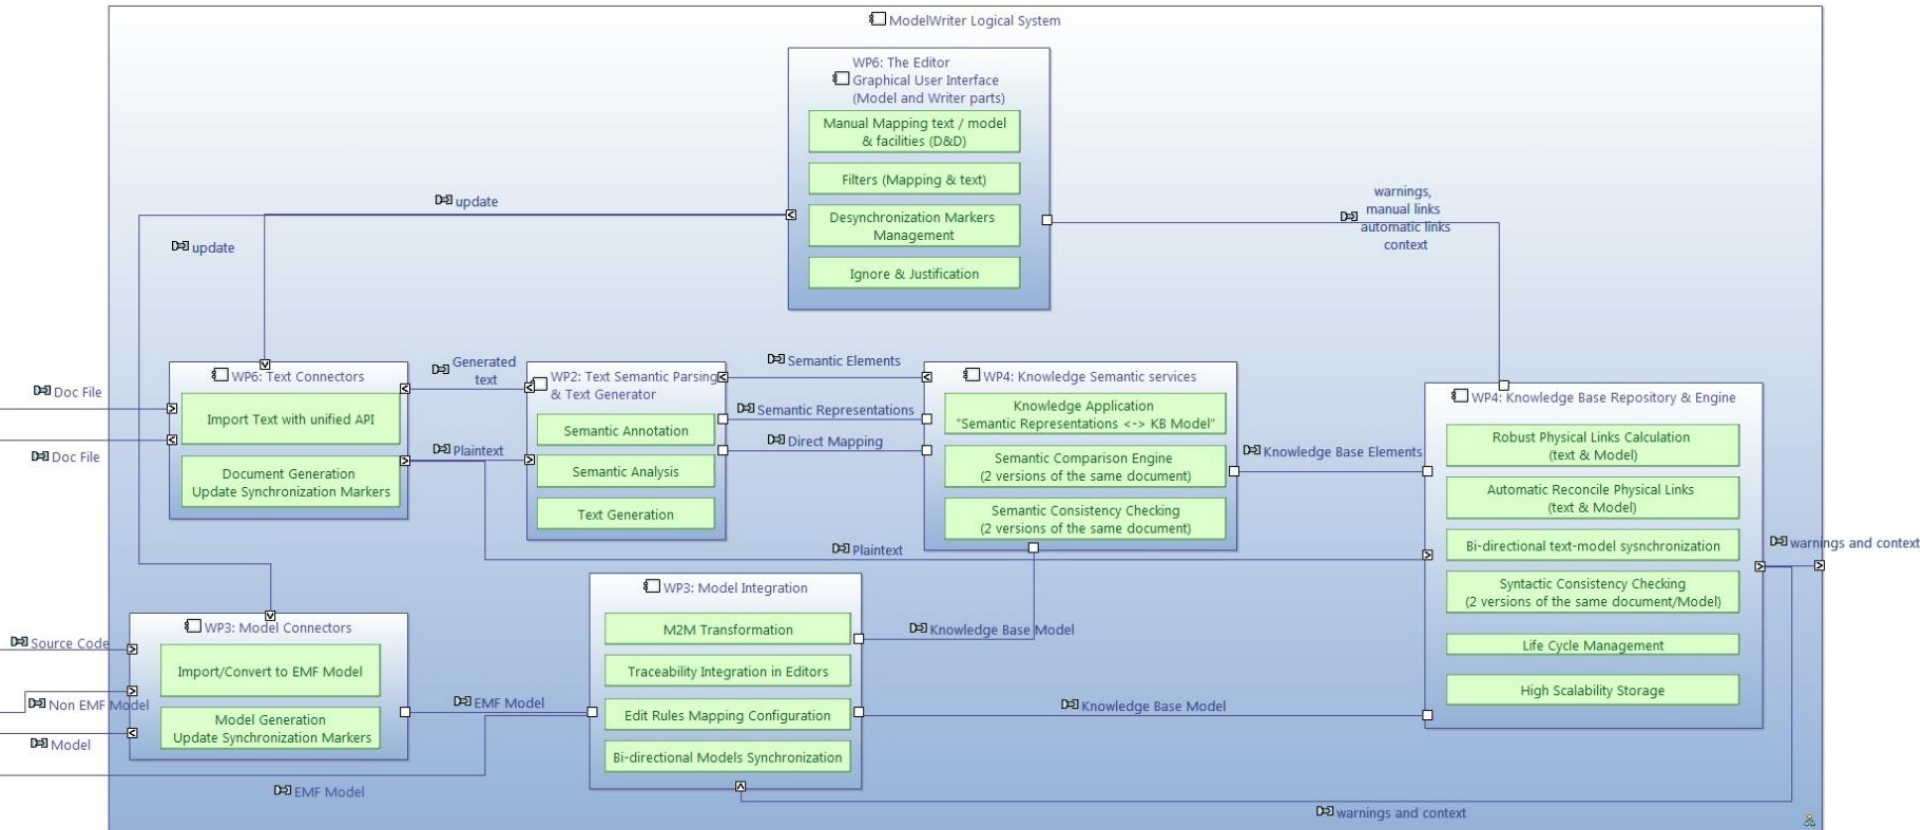 ModelWriter Logical System
WP6: The Editor
Graphical User Interface
(Model and Writer parts)
Manual Mapping text / model
& facilities (D&D)
Filters (Mapping & text)
Desynchronization Markers
Management
Ignore & Justification
update
update
warnings,
manual links
automatic links
context
Doc File
Doc File
WP6: Text Connectors
Import Text with unified API
Document Generation
Update Synchronization Markers
Generated
text
Plaintext
WP2: Text Semantic Parsing
& Text Generator
Semantic Annotation
Semantic Analysis
Text Generation
Semantic Elements
Semantic Representations
Direct Mapping
WP4: Knowledge Semantic services
Knowledge Application
"Semantic Representations <-> KB Model"
Semantic Comparison Engine
(2 versions of the same document)
Semantic Consistency Checking
(2 versions of the same document)
Knowledge Base Elements
WP4: Knowledge Base Repository & Engine
Robust Physical Links Calculation
(text & Model)
Automatic Reconcile Physical Links
(text & Model)
Bi-directional text-model sysnchronization
Syntactic Consistency Checking
(2 versions of the same document/Model)
Life Cycle Management
High Scalability Storage
warnings and context
Plaintext
Source Code
Non EMF Model
Model
WP3: Model Connectors
Import/Convert to EMF Model
Model Generation
Update Synchronization Markers
EMF Model
EMF Model
WP3: Model Integration
M2M Transformation
Traceability Integration in Editors
Edit Rules Mapping Configuration
Bi-directional Models Synchronization
Knowledge Base Model
Knowledge Base Model
warnings and context